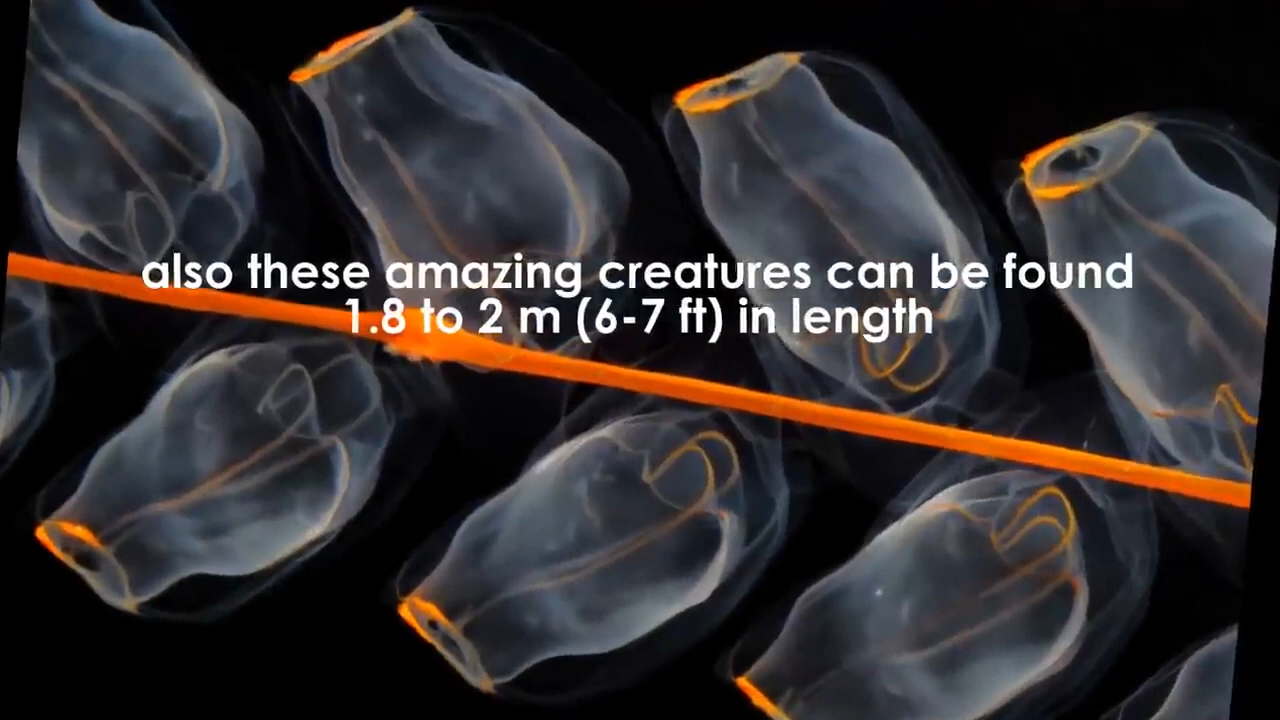 also these amazing creatures can be found
1.8 to 2 m (6-7 ft) in length